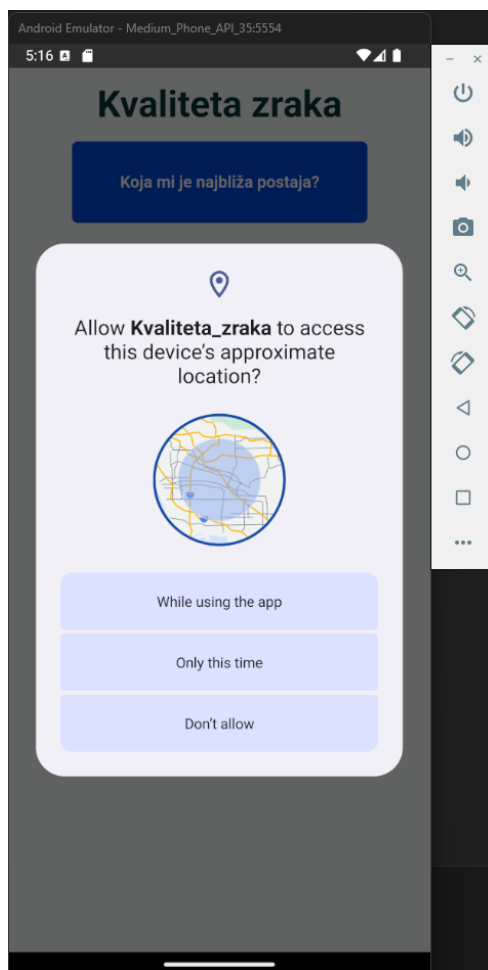 Android Emulator - Medium_Phone_API_35:5554
5:16
Kvaliteta zraka
Koja mi je najbliža postaja?
Allow Kvaliteta_zraka to access
this device's approximate
location?
While using the app
Only this time
Don't allow